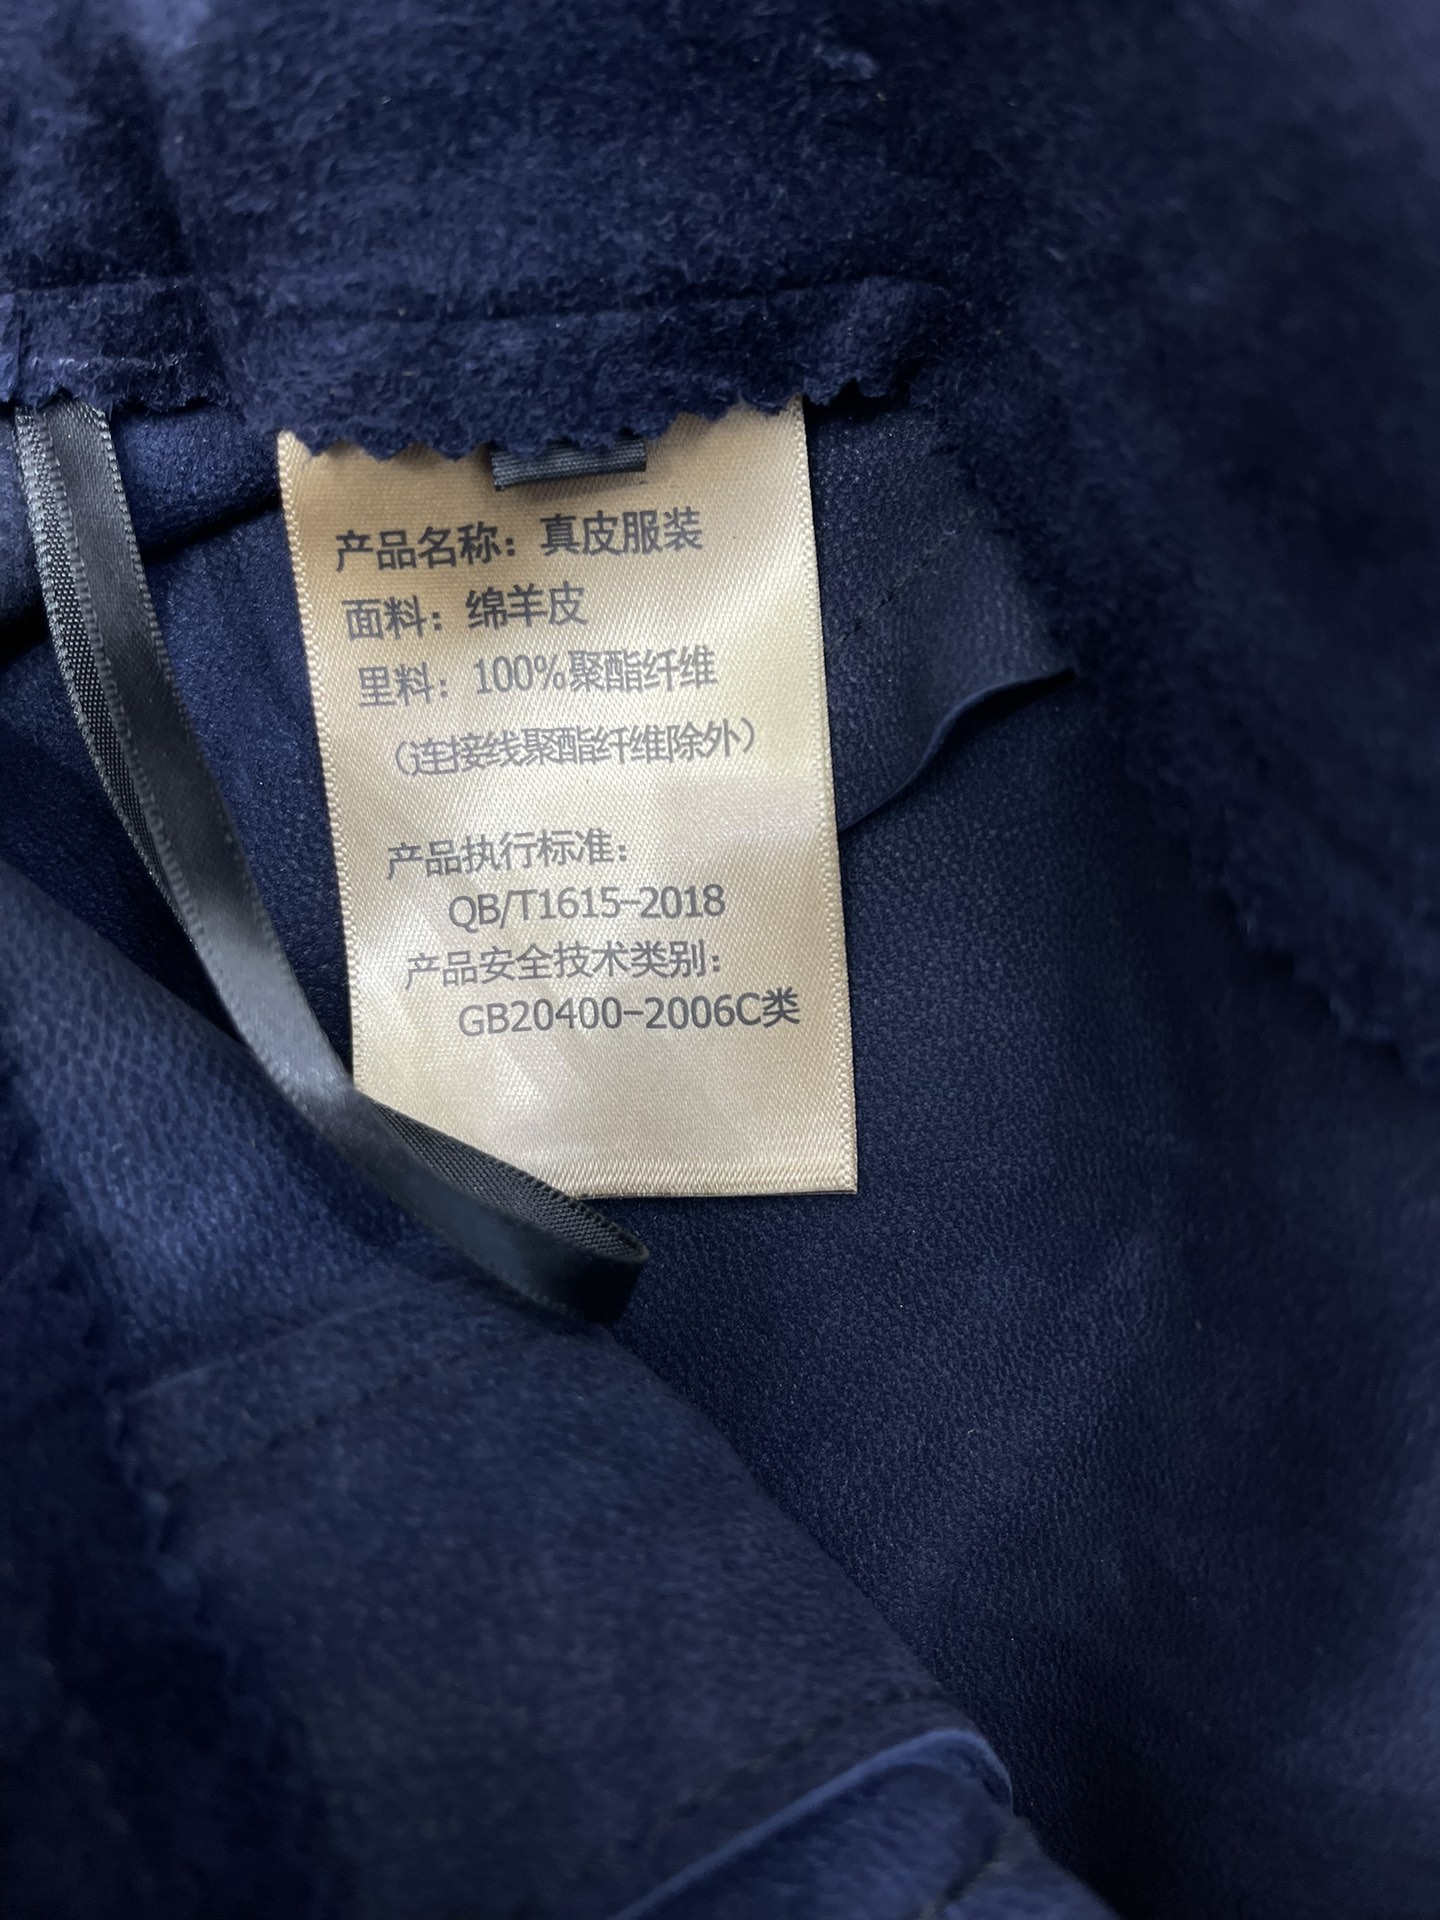 产品名称：真皮服装
面料：绵羊皮
里料：100%聚酯纤维
（连接线聚酯纤维除外）
产品执行标准：
QB/T1615-2018
产品安全技术类别：
GB20400-2006C类